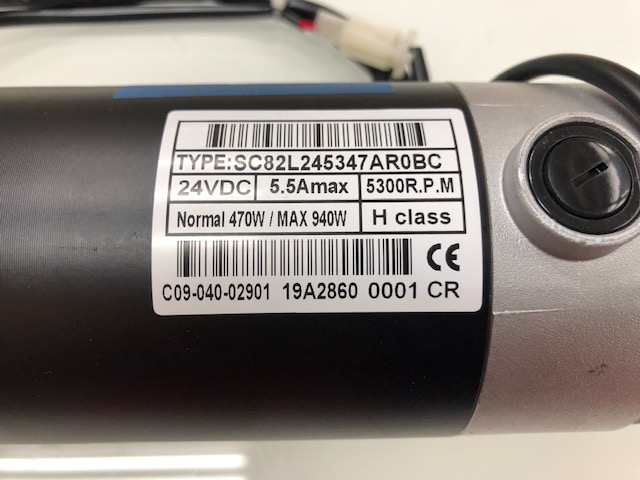 TYPE:SC82L245347AR0BC
24VDC 5.5Amax 5300R.P.M
Normal 470W / MAX 940W H class
CE
C09-040-02901 19A2860 0001 CR